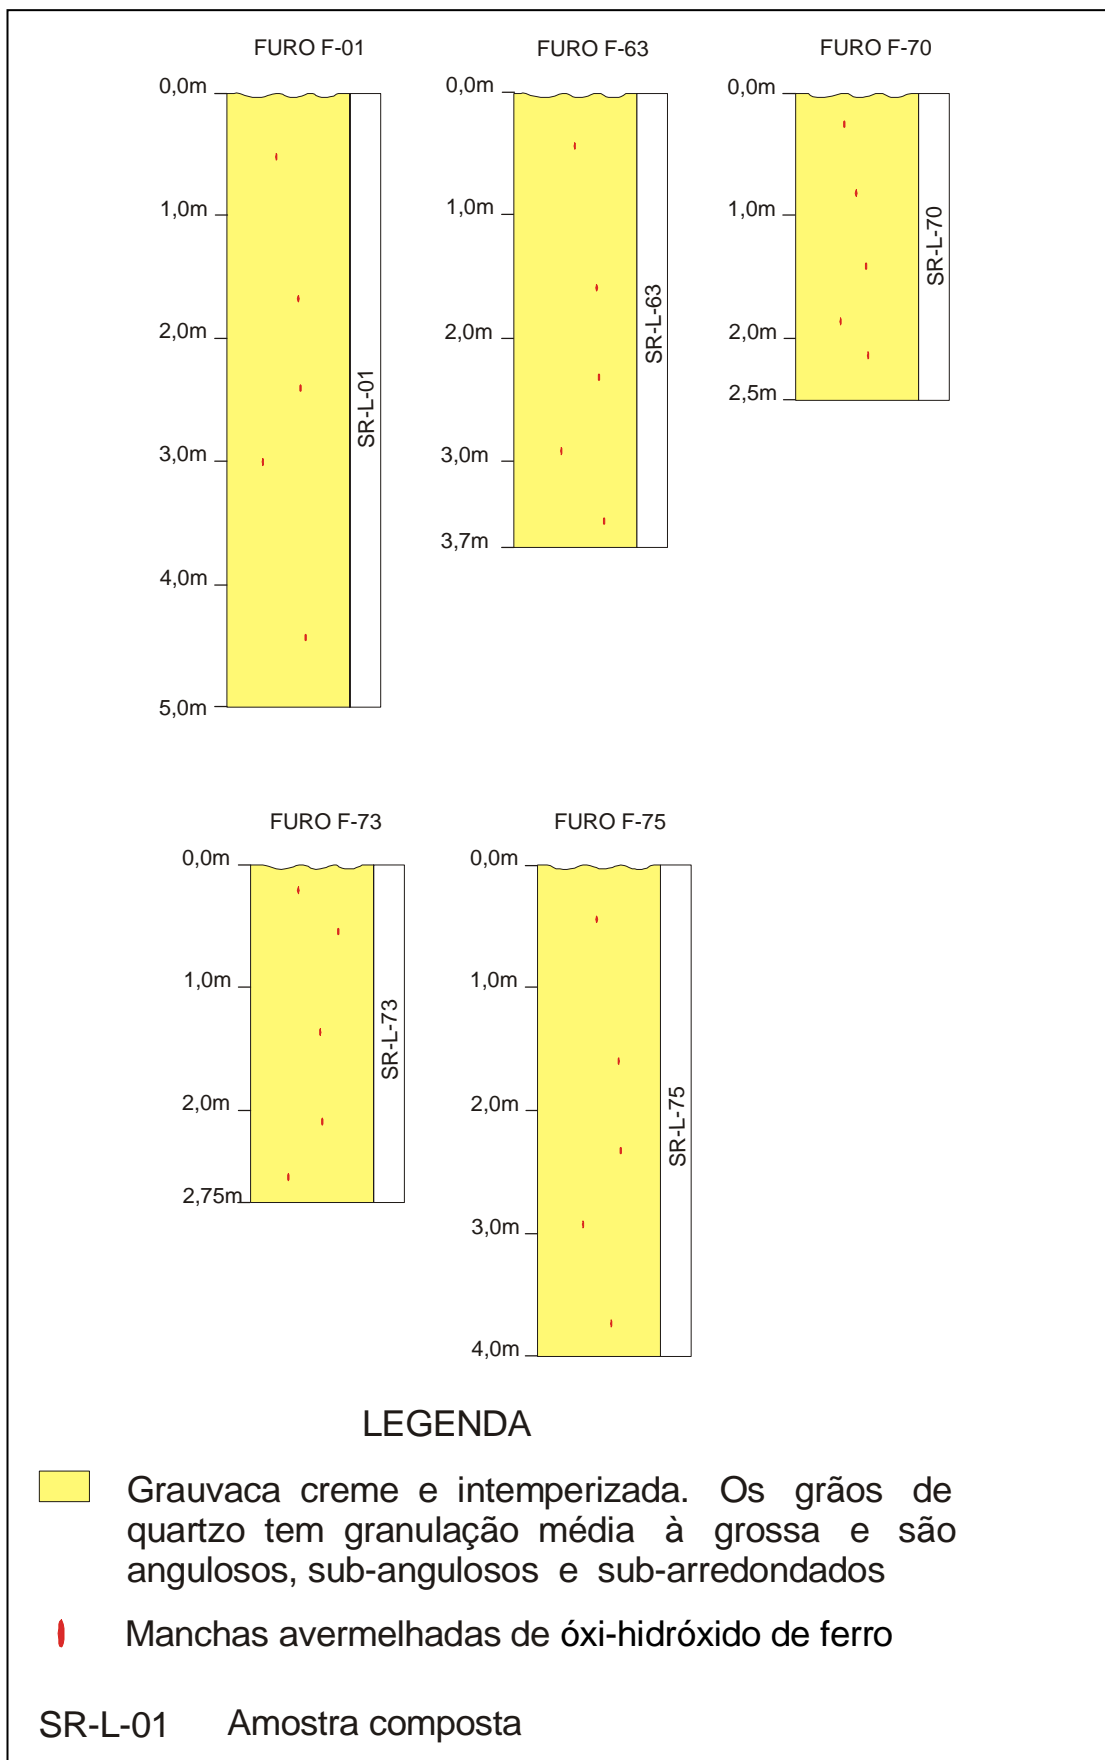 FURO F-01
0,0m
1,0m
2,0m
3,0m
4,0m
5,0m
SR-L-01
FURO F-63
0,0m
1,0m
2,0m
3,0m
3,7m
SR-L-63
FURO F-70
0,0m
1,0m
2,0m
2,5m
SR-L-70
FURO F-73
0,0m
1,0m
2,0m
2,75m
SR-L-73
FURO F-75
0,0m
1,0m
2,0m
3,0m
4,0m
SR-L-75
LEGENDA
Grauvaca creme e intemperizada. Os grãos de
quartzo tem granulação média à grossa e são
angulosos, sub-angulosos e sub-arredondados
Manchas avermelhadas de óxi-hidróxido de ferro
SR-L-01 Amostra composta